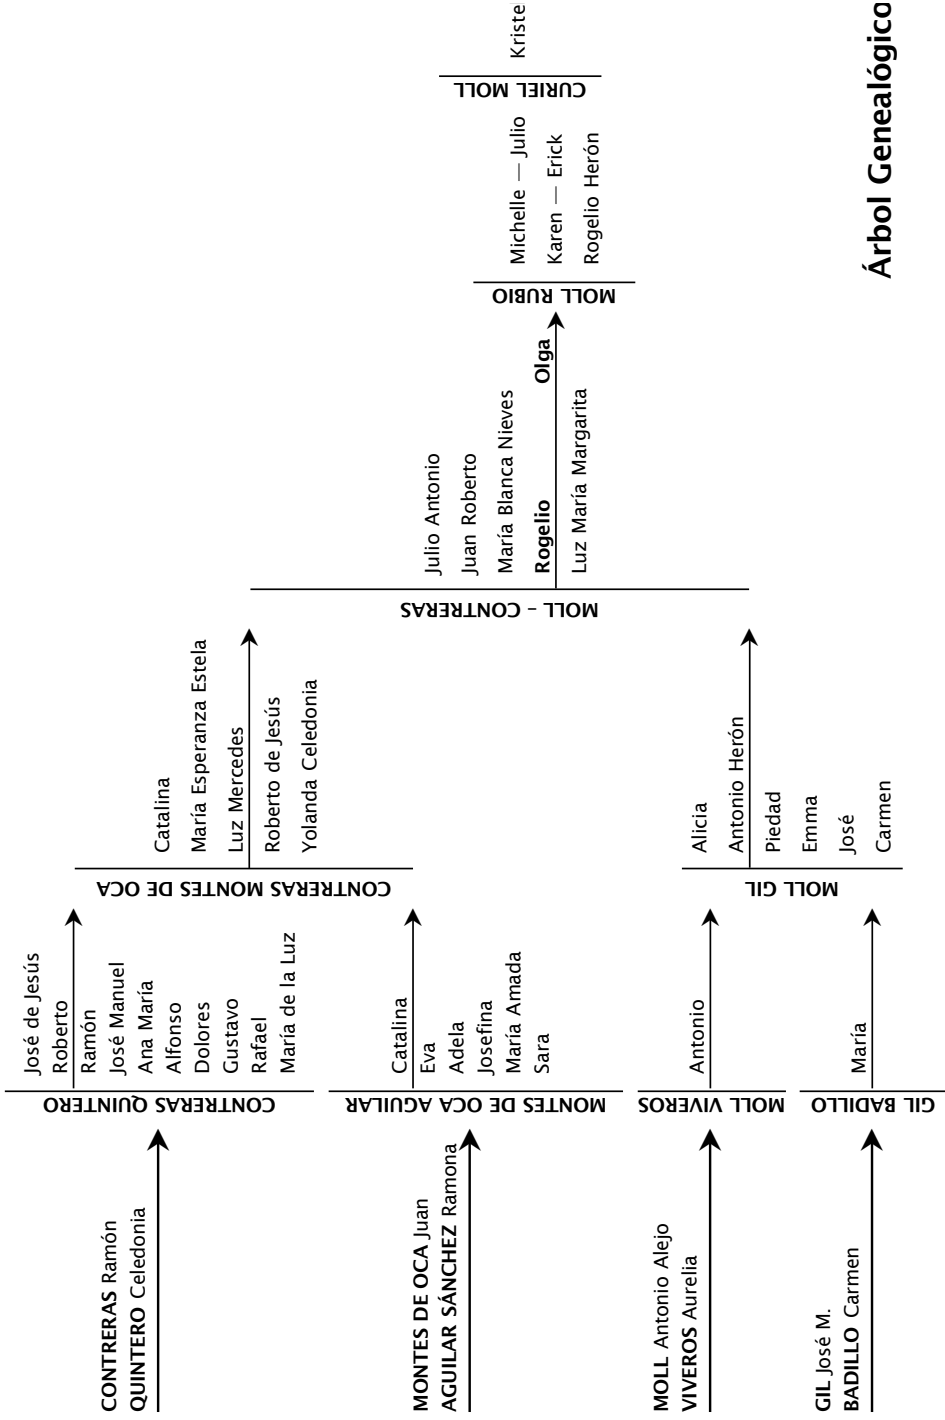 Árbol Genealógico
CONTRERAS Ramón
QUINTERO Celedonia
CONTRERAS QUINTERO
José de Jesús
Roberto
Ramón
José Manuel
Ana María
Alfonso
Dolores
Gustavo
Rafael
María de la Luz
MONTES DE OCA Juan
AGUILAR SÁNCHEZ Ramona
MONTES DE OCA AGUILAR
Catalina
Eva
Adela
Josefina
María Amada
Sara
MOLL Antonio Alejo
VIVEROS Aurelia
MOLL VIVEROS
Antonio
GIL José M.
BADILLO Carmen
GIL BADILLO
María
CONTRERAS MONTES DE OCA
Catalina
María Esperanza Estela
Luz Mercedes
Roberto de Jesús
Yolanda Celedonia
MOLL GIL
Alicia
Antonio Herón
Piedad
Emma
José
Carmen
MOLL – CONTRERAS
Julio Antonio
Juan Roberto
María Blanca Nieves
Rogelio Olga
Luz María Margarita
MOLL RUBIO
Michelle — Julio
Karen — Erick
Rogelio Herón
CURIEL MOLL
Kriste